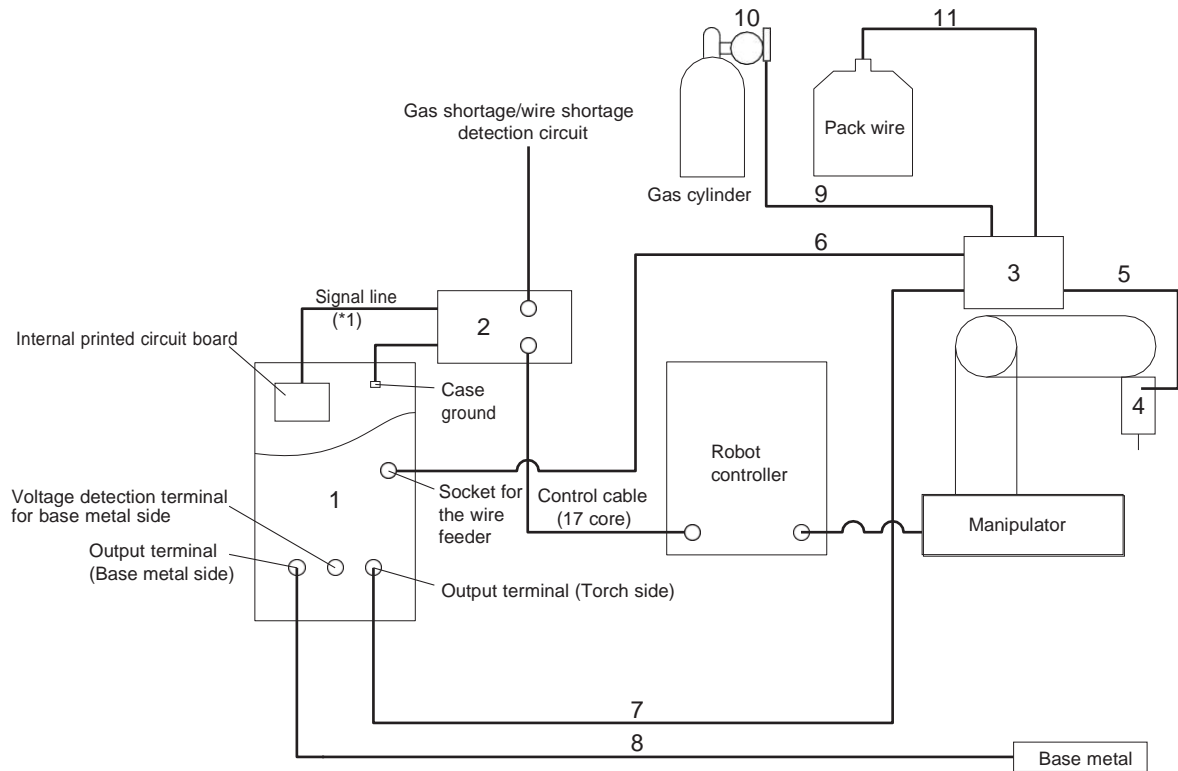 10
11
Gas shortage/wire shortage
detection circuit
Pack wire
Gas cylinder
9
6
3
5
Signal line
(*1)
2
Internal printed circuit board
Case
ground
4
Robot
controller
1
Voltage detection terminal
for base metal side
Socket for
the wire
feeder
Control cable
(17 core)
Manipulator
Output terminal
(Base metal side)
Output terminal (Torch side)
7
8
Base metal